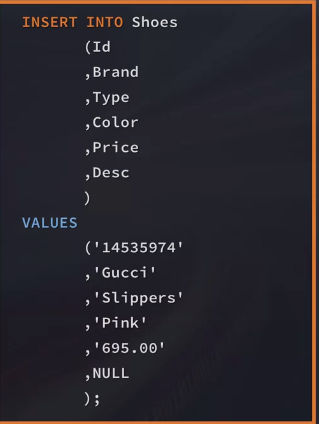 INSERT INTO Shoes
(Id
,Brand
,Type
,Color
,Price
,Desc
)
VALUES
('14535974'
,'Gucci'
,'Slippers'
,'Pink'
,'695.00'
,NULL
);